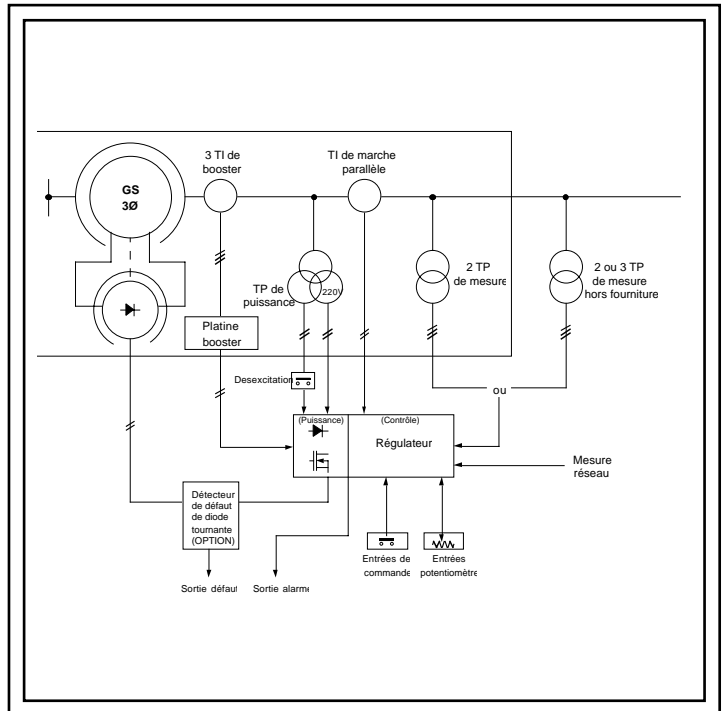 3 TI de
booster
TI de marche
parallèle
GS
3Ø
TP de
puissance
220V
2 TP
de mesure
2 ou 3 TP
de mesure
hors fourniture
Platine
booster
Desexcitation
ou
(Puissance)
(Contrôle)
Régulateur
Mesure
réseau
Détecteur
de défaut
de diode
tournante
(OPTION)
Entrées de
commande
Entrées
potentiomètre
Sortie défaut
Sortie alarme